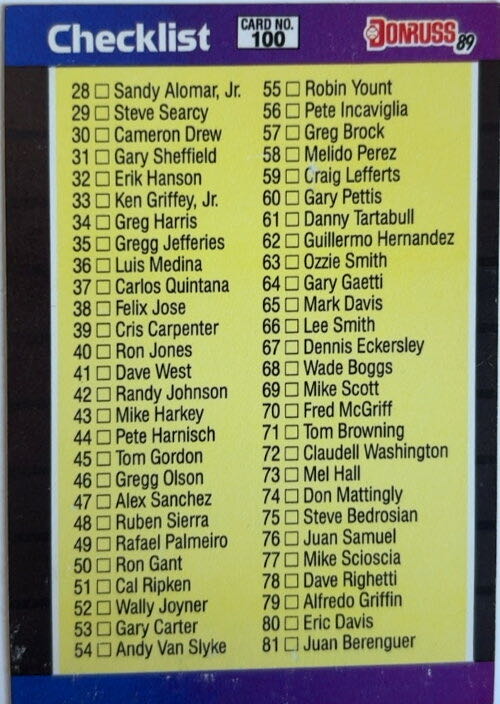 Checklist
CARD NO.
100
DONRUSS 89
28 Sandy Alomar, Jr.
29 Steve Searcy
30 Cameron Drew
31 Gary Sheffield
32 Erik Hanson
33 Ken Griffey, Jr.
34 Greg Harris
35 Gregg Jefferies
36 Luis Medina
37 Carlos Quintana
38 Felix Jose
39 Cris Carpenter
40 Ron Jones
41 Dave West
42 Randy Johnson
43 Mike Harkey
44 Pete Harnisch
45 Tom Gordon
46 Gregg Olson
47 Alex Sanchez
48 Ruben Sierra
49 Rafael Palmeiro
50 Ron Gant
51 Cal Ripken
52 Wally Joyner
53 Gary Carter
54 Andy Van Slyke
55 Robin Yount
56 Pete Incaviglia
57 Greg Brock
58 Melido Perez
59 Craig Lefferts
60 Gary Pettis
61 Danny Tartabull
62 Guillermo Hernandez
63 Ozzie Smith
64 Gary Gaetti
65 Mark Davis
66 Lee Smith
67 Dennis Eckersley
68 Wade Boggs
69 Mike Scott
70 Fred McGriff
71 Tom Browning
72 Claudell Washington
73 Mel Hall
74 Don Mattingly
75 Steve Bedrosian
76 Juan Samuel
77 Mike Scioscia
78 Dave Righetti
79 Alfredo Griffin
80 Eric Davis
81 Juan Berenguer